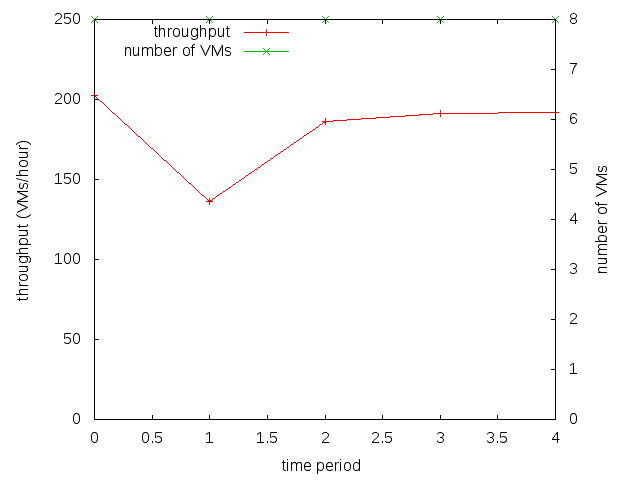 250
200
150
100
50
0
throughput (VMs/hour)
throughput
number of VMs
8
7
6
5
4
3
2
1
0
number of VMs
0 0.5 1 1.5 2 2.5 3 3.5 4
time period